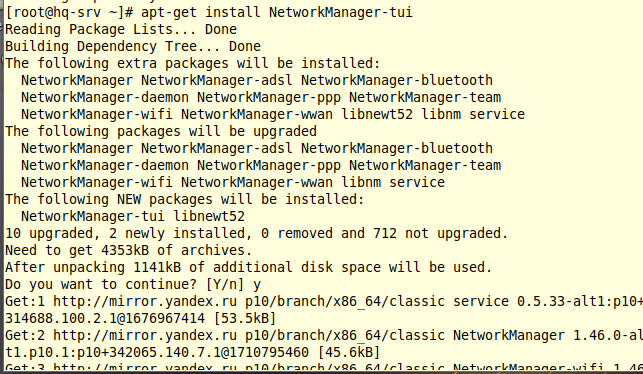 [root@hq-srv ~]# apt-get install NetworkManager-tui
Reading Package Lists... Done
Building Dependency Tree... Done
The following extra packages will be installed:
  NetworkManager NetworkManager-adsl NetworkManager-bluetooth
  NetworkManager-daemon NetworkManager-ppp NetworkManager-team
  NetworkManager-wifi NetworkManager-wwan libnewt52 libnm service
The following packages will be upgraded
  NetworkManager NetworkManager-adsl NetworkManager-bluetooth
  NetworkManager-daemon NetworkManager-ppp NetworkManager-team
  NetworkManager-wifi NetworkManager-wwan libnm service
The following NEW packages will be installed:
  NetworkManager-tui libnewt52
10 upgraded, 2 newly installed, 0 removed and 712 not upgraded.
Need to get 4353kB of archives.
After unpacking 1141kB of additional disk space will be used.
Do you want to continue? [Y/n] y
Get:1 http://mirror.yandex.ru p10/branch/x86_64/classic service 0.5.33-alt1:p10+
314688.100.2.1@1676967414 [53.5kB]
Get:2 http://mirror.yandex.ru p10/branch/x86_64/classic NetworkManager 1.46.0-al
t1.p10.1:p10+342065.140.7.1@1710795460 [45.6kB]
Get:3 http://mirror.yandex.ru p10/branch/x86_64/classic NetworkManager-wifi 1.46